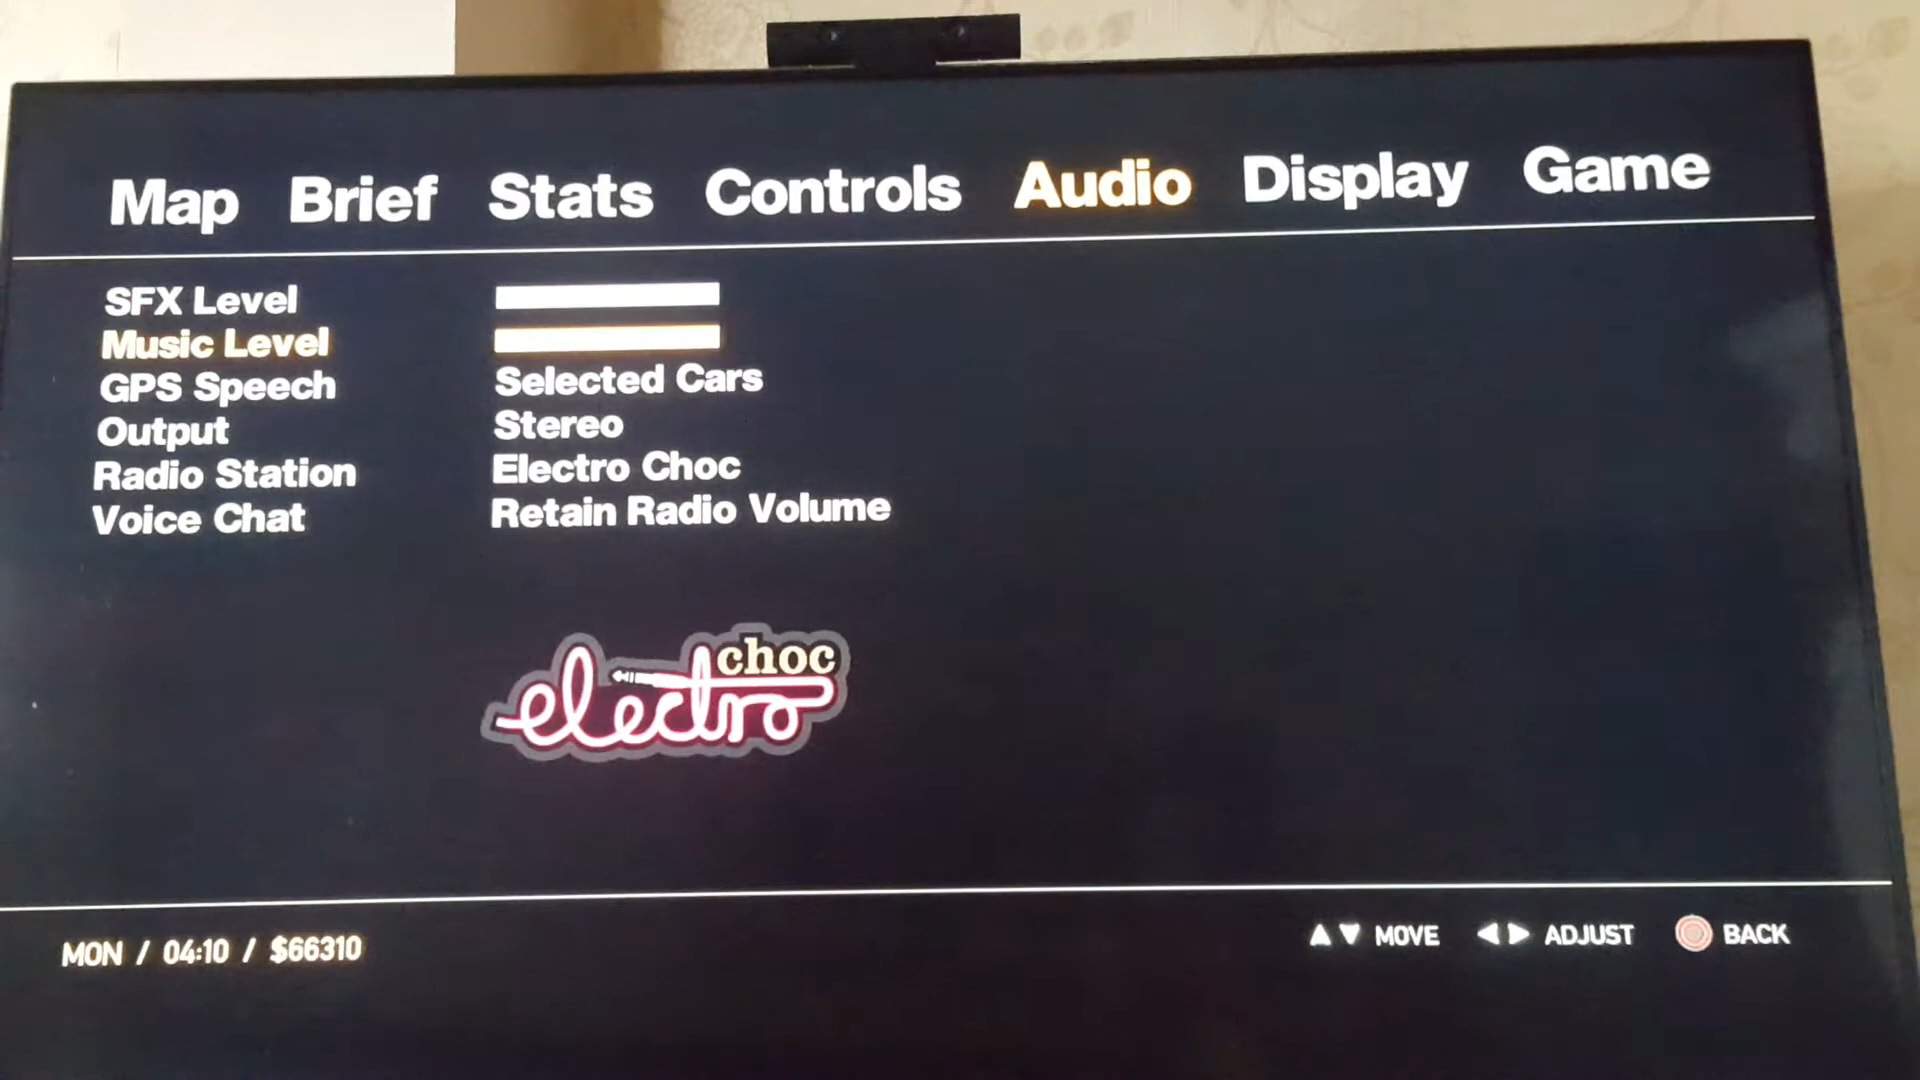 Map Brief Stats Controls Audio Display Game
SFX Level
Music Level
GPS Speech Selected Cars
Output Stereo
Radio Station Electro Choc
Voice Chat Retain Radio Volume
choc
electro
MON / 04:10 / $66310 MOVE ADJUST BACK